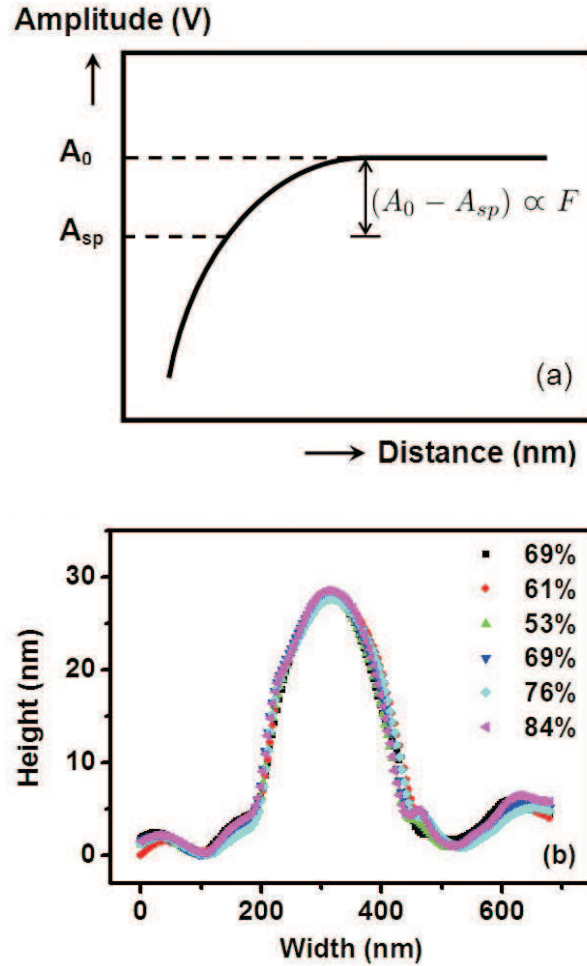 Amplitude (V)
A₀
Aₛₚ
(A₀ − Aₛₚ) ∝ F
(a)
Distance (nm)
30
20
10
0
Height (nm)
69%
61%
53%
69%
76%
84%
(b)
0 200 400 600
Width (nm)